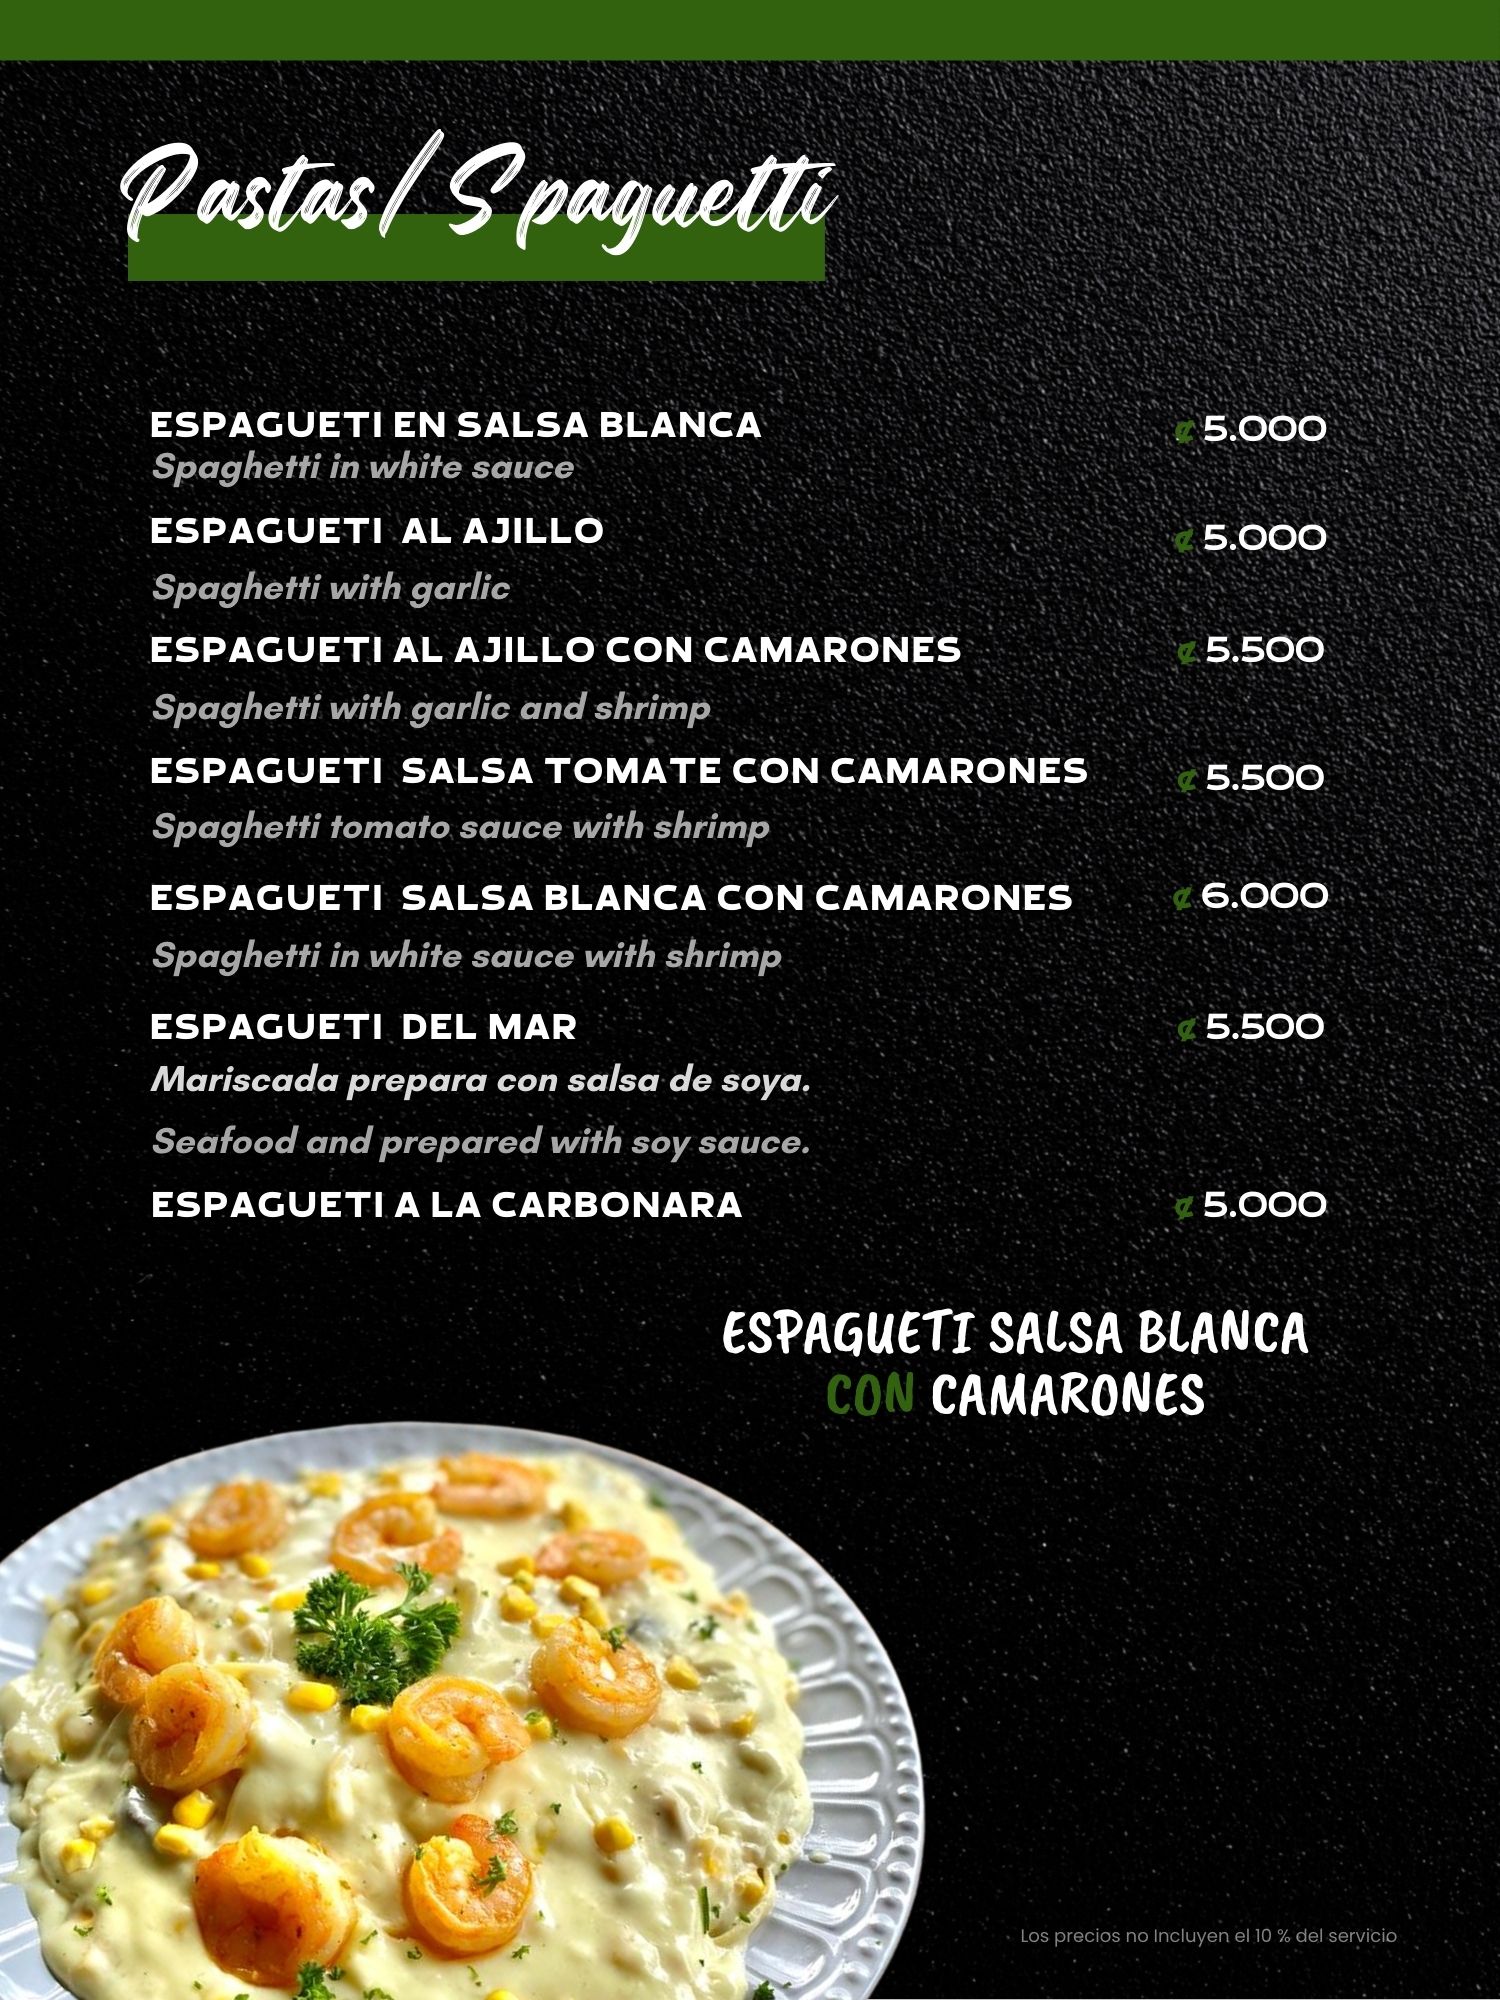 Pastas/Spaguetti
ESPAGUETI EN SALSA BLANCA ₡ 5.000
Spaghetti in white sauce
ESPAGUETI AL AJILLO ₡ 5.000
Spaghetti with garlic
ESPAGUETI AL AJILLO CON CAMARONES ₡ 5.500
Spaghetti with garlic and shrimp
ESPAGUETI SALSA TOMATE CON CAMARONES ₡ 5.500
Spaghetti tomato sauce with shrimp
ESPAGUETI SALSA BLANCA CON CAMARONES ₡ 6.000
Spaghetti in white sauce with shrimp
ESPAGUETI DEL MAR ₡ 5.500
Mariscada prepara con salsa de soya.
Seafood and prepared with soy sauce.
ESPAGUETI A LA CARBONARA ₡ 5.000
ESPAGUETI SALSA BLANCA
CON CAMARONES
Los precios no Incluyen el 10 % del servicio